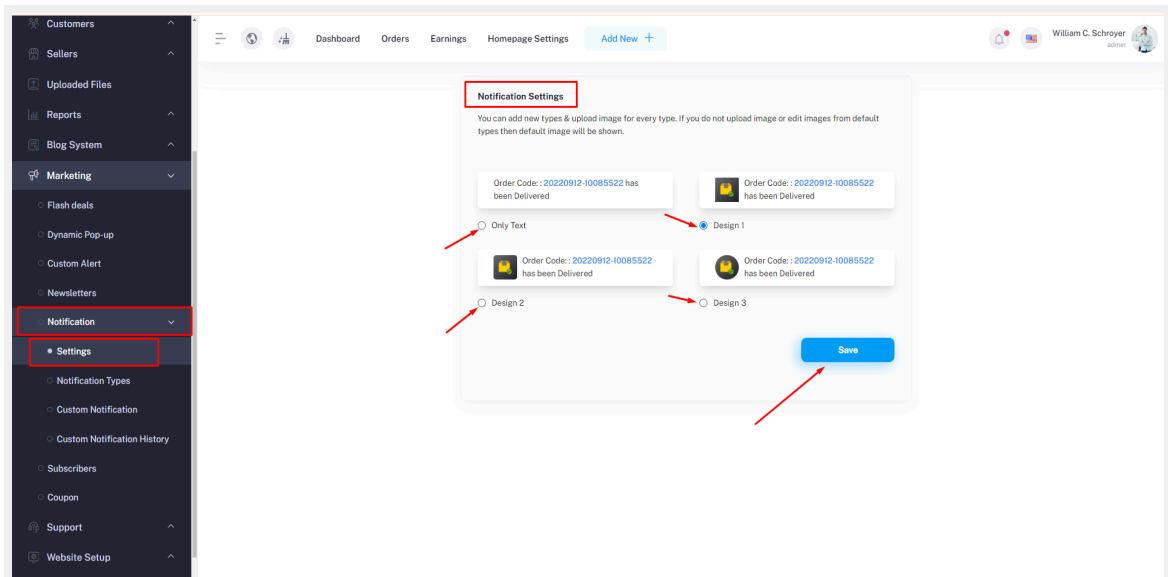 Customers
Sellers
Uploaded Files
Reports
Blog System
Marketing
Flash deals
Dynamic Pop-up
Custom Alert
Newsletters
Notification
Settings
Notification Types
Custom Notification
Custom Notification History
Subscribers
Coupon
Support
Website Setup
Dashboard Orders Earnings Homepage Settings Add New +
William C. Schroyer
admin
Notification Settings
You can add new types & upload image for every type. If you do not upload image or edit images from default
types then default image will be shown.
Order Code: : 20220912-10085522 has
been Delivered
Only Text
Order Code: : 20220912-10085522
has been Delivered
Design 1
Order Code: : 20220912-10085522
has been Delivered
Design 2
Order Code: : 20220912-10085522
has been Delivered
Design 3
Save